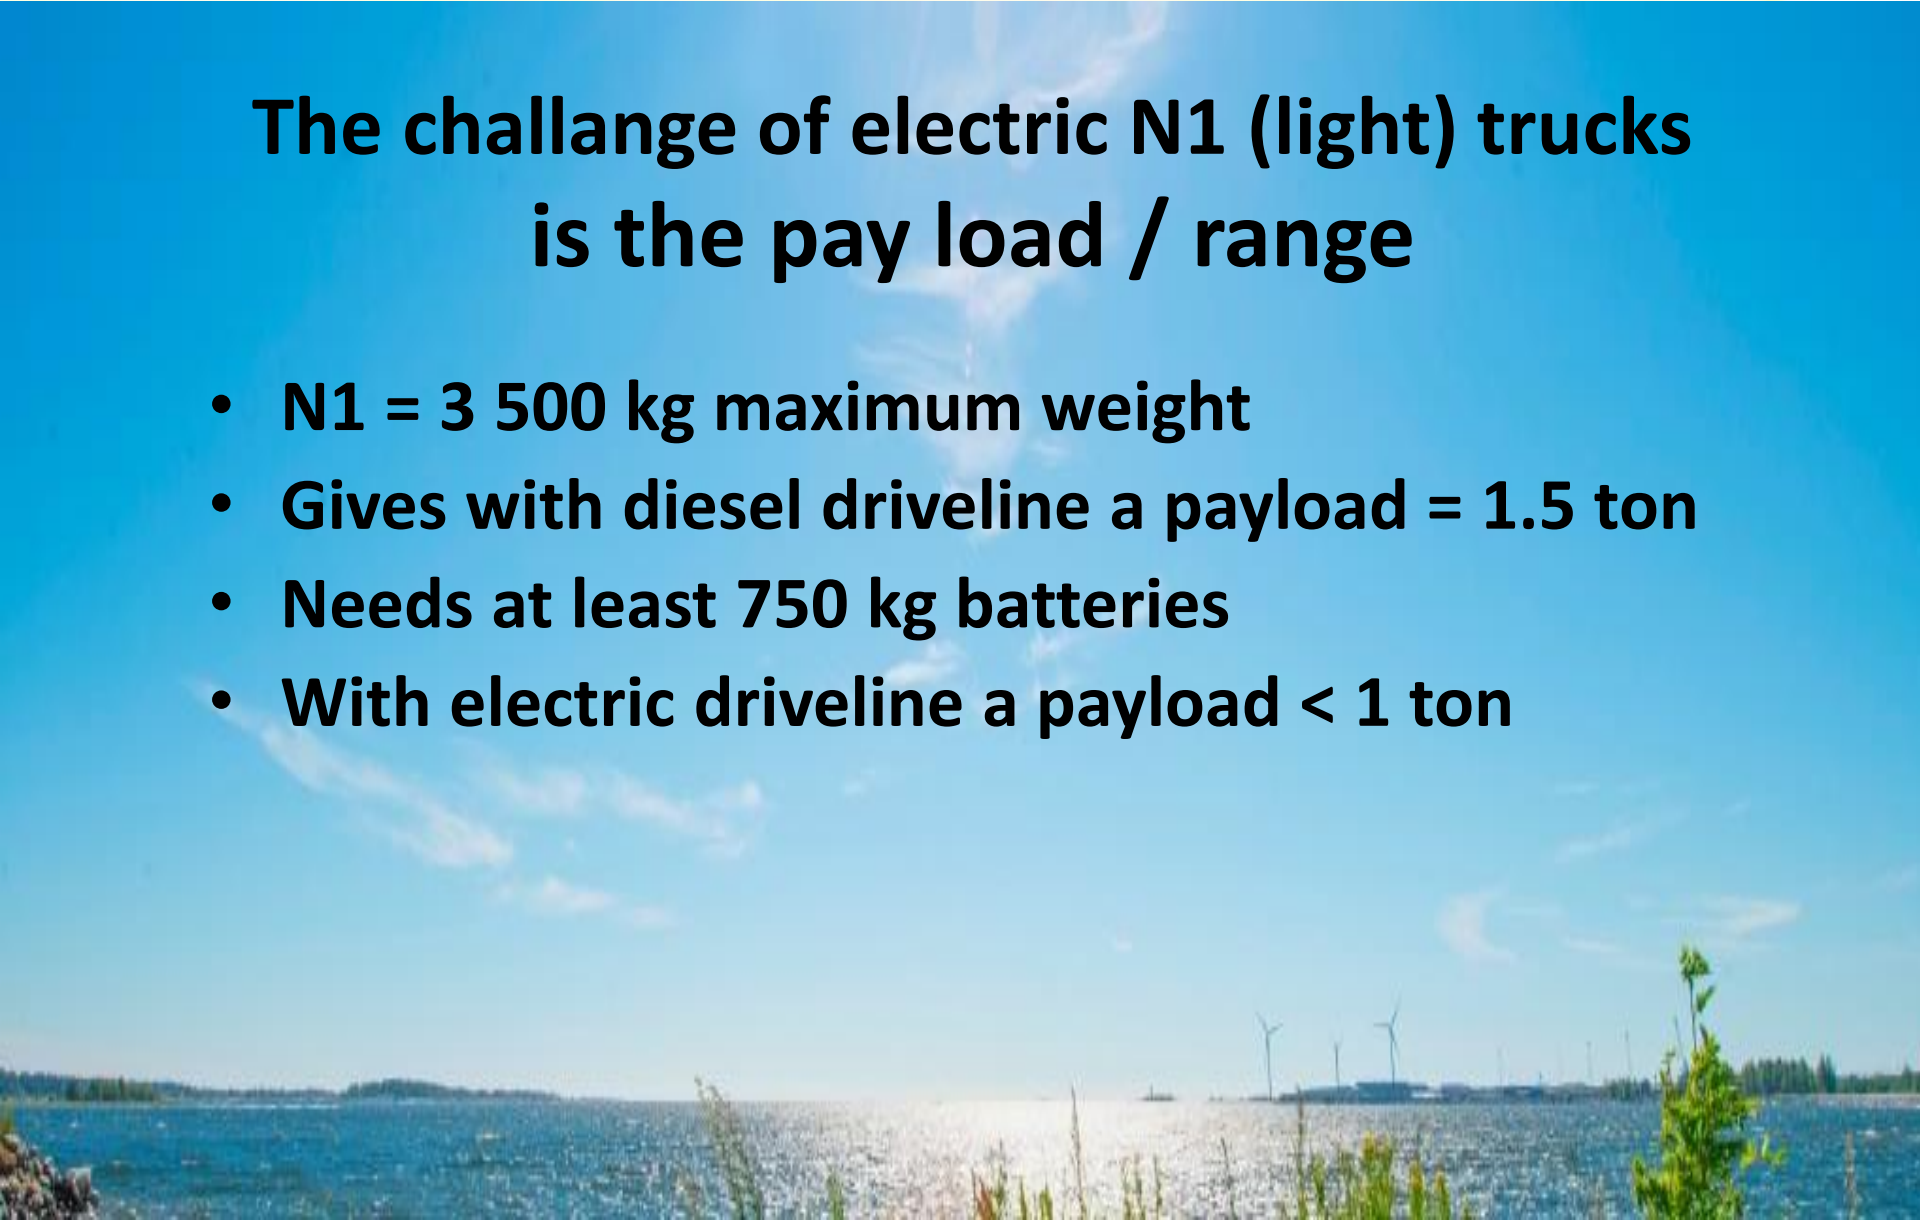 The challange of electric N1 (light) trucks
is the pay load / range
• N1 = 3 500 kg maximum weight
• Gives with diesel driveline a payload = 1.5 ton
• Needs at least 750 kg batteries
• With electric driveline a payload < 1 ton